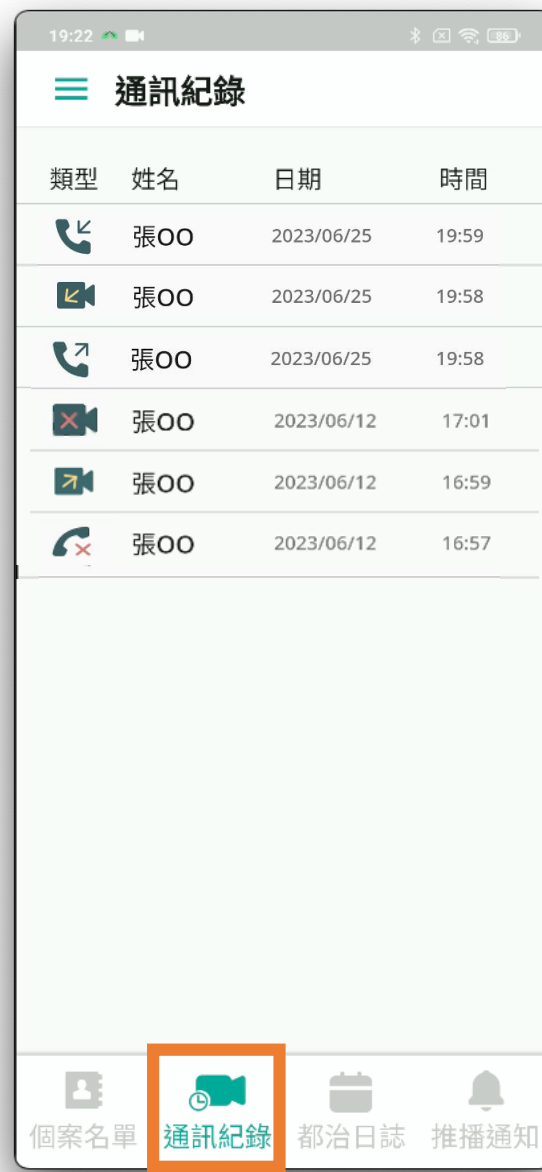 19:22 86
通訊紀錄
類型 姓名 日期 時間
張OO 2023/06/25 19:59
張OO 2023/06/25 19:58
張OO 2023/06/25 19:58
張OO 2023/06/12 17:01
張OO 2023/06/12 16:59
張OO 2023/06/12 16:57
個案名單 通訊紀錄 都治日誌 推播通知